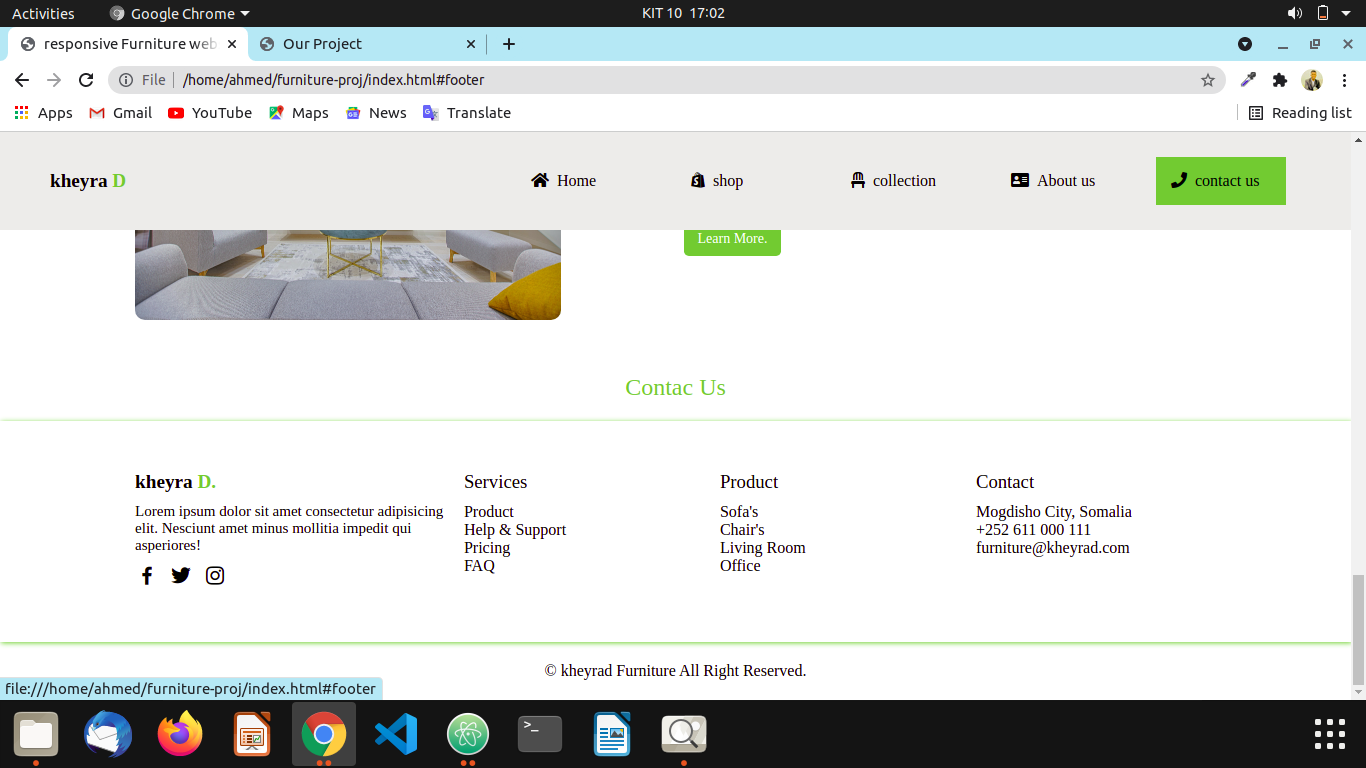 Activities
Google Chrome
KIT 10 17:02
responsive Furniture web
Our Project
File
/home/ahmed/furniture-proj/index.html#footer
Apps
Gmail
YouTube
Maps
News
Translate
Reading list
kheyra D
Home
shop
collection
About us
contact us
Learn More.
Contac Us
kheyra D.
Lorem ipsum dolor sit amet consectetur adipisicing
elit. Nesciunt amet minus mollitia impedit qui
asperiores!
Services
Product
Help & Support
Pricing
FAQ
Product
Sofa's
Chair's
Living Room
Office
Contact
Mogdisho City, Somalia
+252 611 000 111
furniture@kheyrad.com
© kheyrad Furniture All Right Reserved.
file:///home/ahmed/furniture-proj/index.html#footer